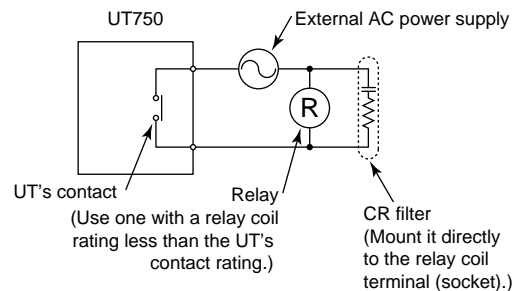 UT750
External AC power supply
R
UT's contact
(Use one with a relay coil
rating less than the UT's
contact rating.)
Relay
CR filter
(Mount it directly
to the relay coil
terminal (socket).)